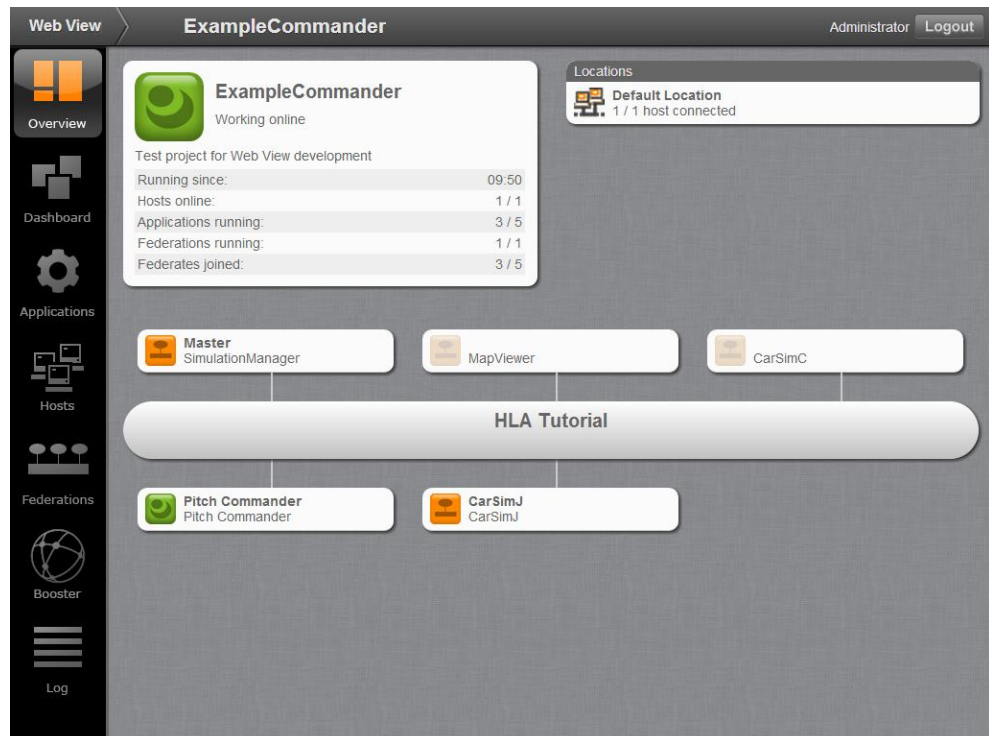 Web View
ExampleCommander
Administrator Logout
Overview
Dashboard
Applications
Hosts
Federations
Booster
Log
ExampleCommander
Working online
Test project for Web View development
Running since: 09:50
Hosts online: 1 / 1
Applications running: 3 / 5
Federations running: 1 / 1
Federates joined: 3 / 5
Locations
Default Location
1 / 1 host connected
Master
SimulationManager
MapViewer
CarSimC
HLA Tutorial
Pitch Commander
Pitch Commander
CarSimJ
CarSimJ